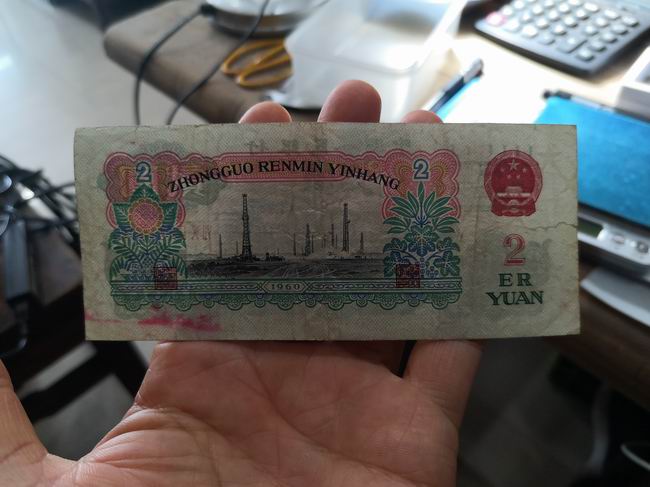 2
ZHONGGUO RENMIN YINHANG
2
2
ER
YUAN
1960